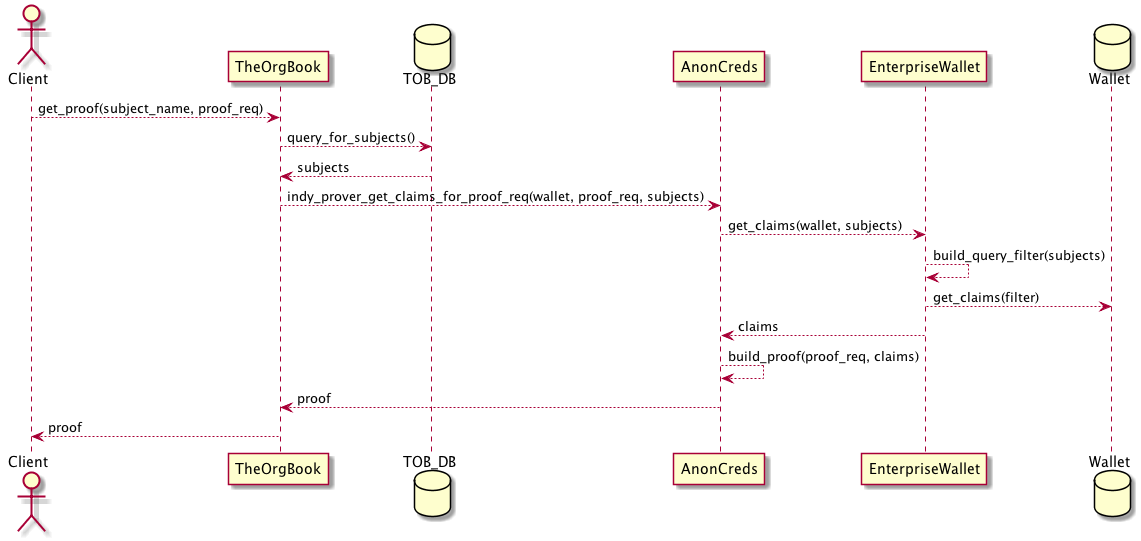 Client
TheOrgBook
TOB_DB
AnonCreds
EnterpriseWallet
Wallet
get_proof(subject_name, proof_req)
query_for_subjects()
subjects
indy_prover_get_claims_for_proof_req(wallet, proof_req, subjects)
get_claims(wallet, subjects)
build_query_filter(subjects)
get_claims(filter)
claims
build_proof(proof_req, claims)
proof
proof
Client
TheOrgBook
TOB_DB
AnonCreds
EnterpriseWallet
Wallet